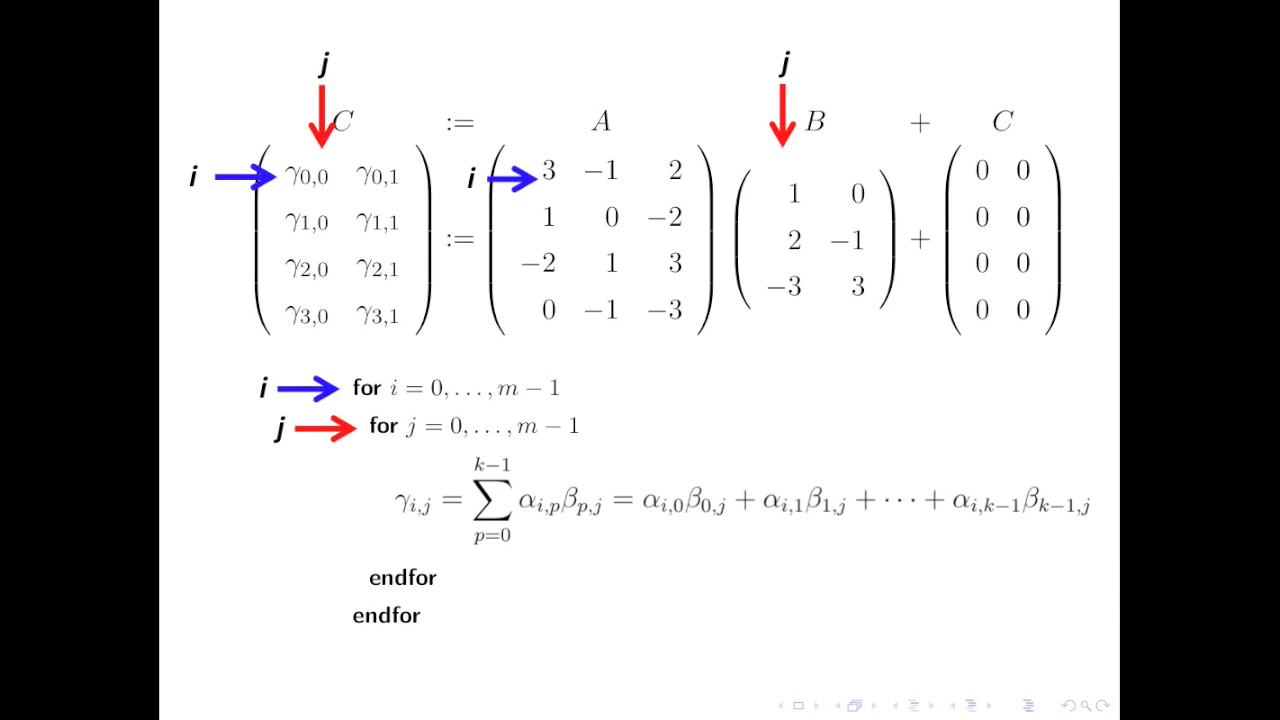 j j
C := A B + C
i γ0,0 γ0,1 i 3 −1 2 1 0 0 0
γ1,0 γ1,1 := 1 0 −2 2 −1 + 0 0
γ2,0 γ2,1 −2 1 3 −3 3 0 0
γ3,0 γ3,1 0 −1 −3 0 0
i for i = 0, . . . , m − 1
j for j = 0, . . . , m − 1
γi,j = ∑_{p=0}^{k−1} αi,pβp,j = αi,0β0,j + αi,1β1,j + · · · + αi,k−1βk−1,j
endfor
endfor